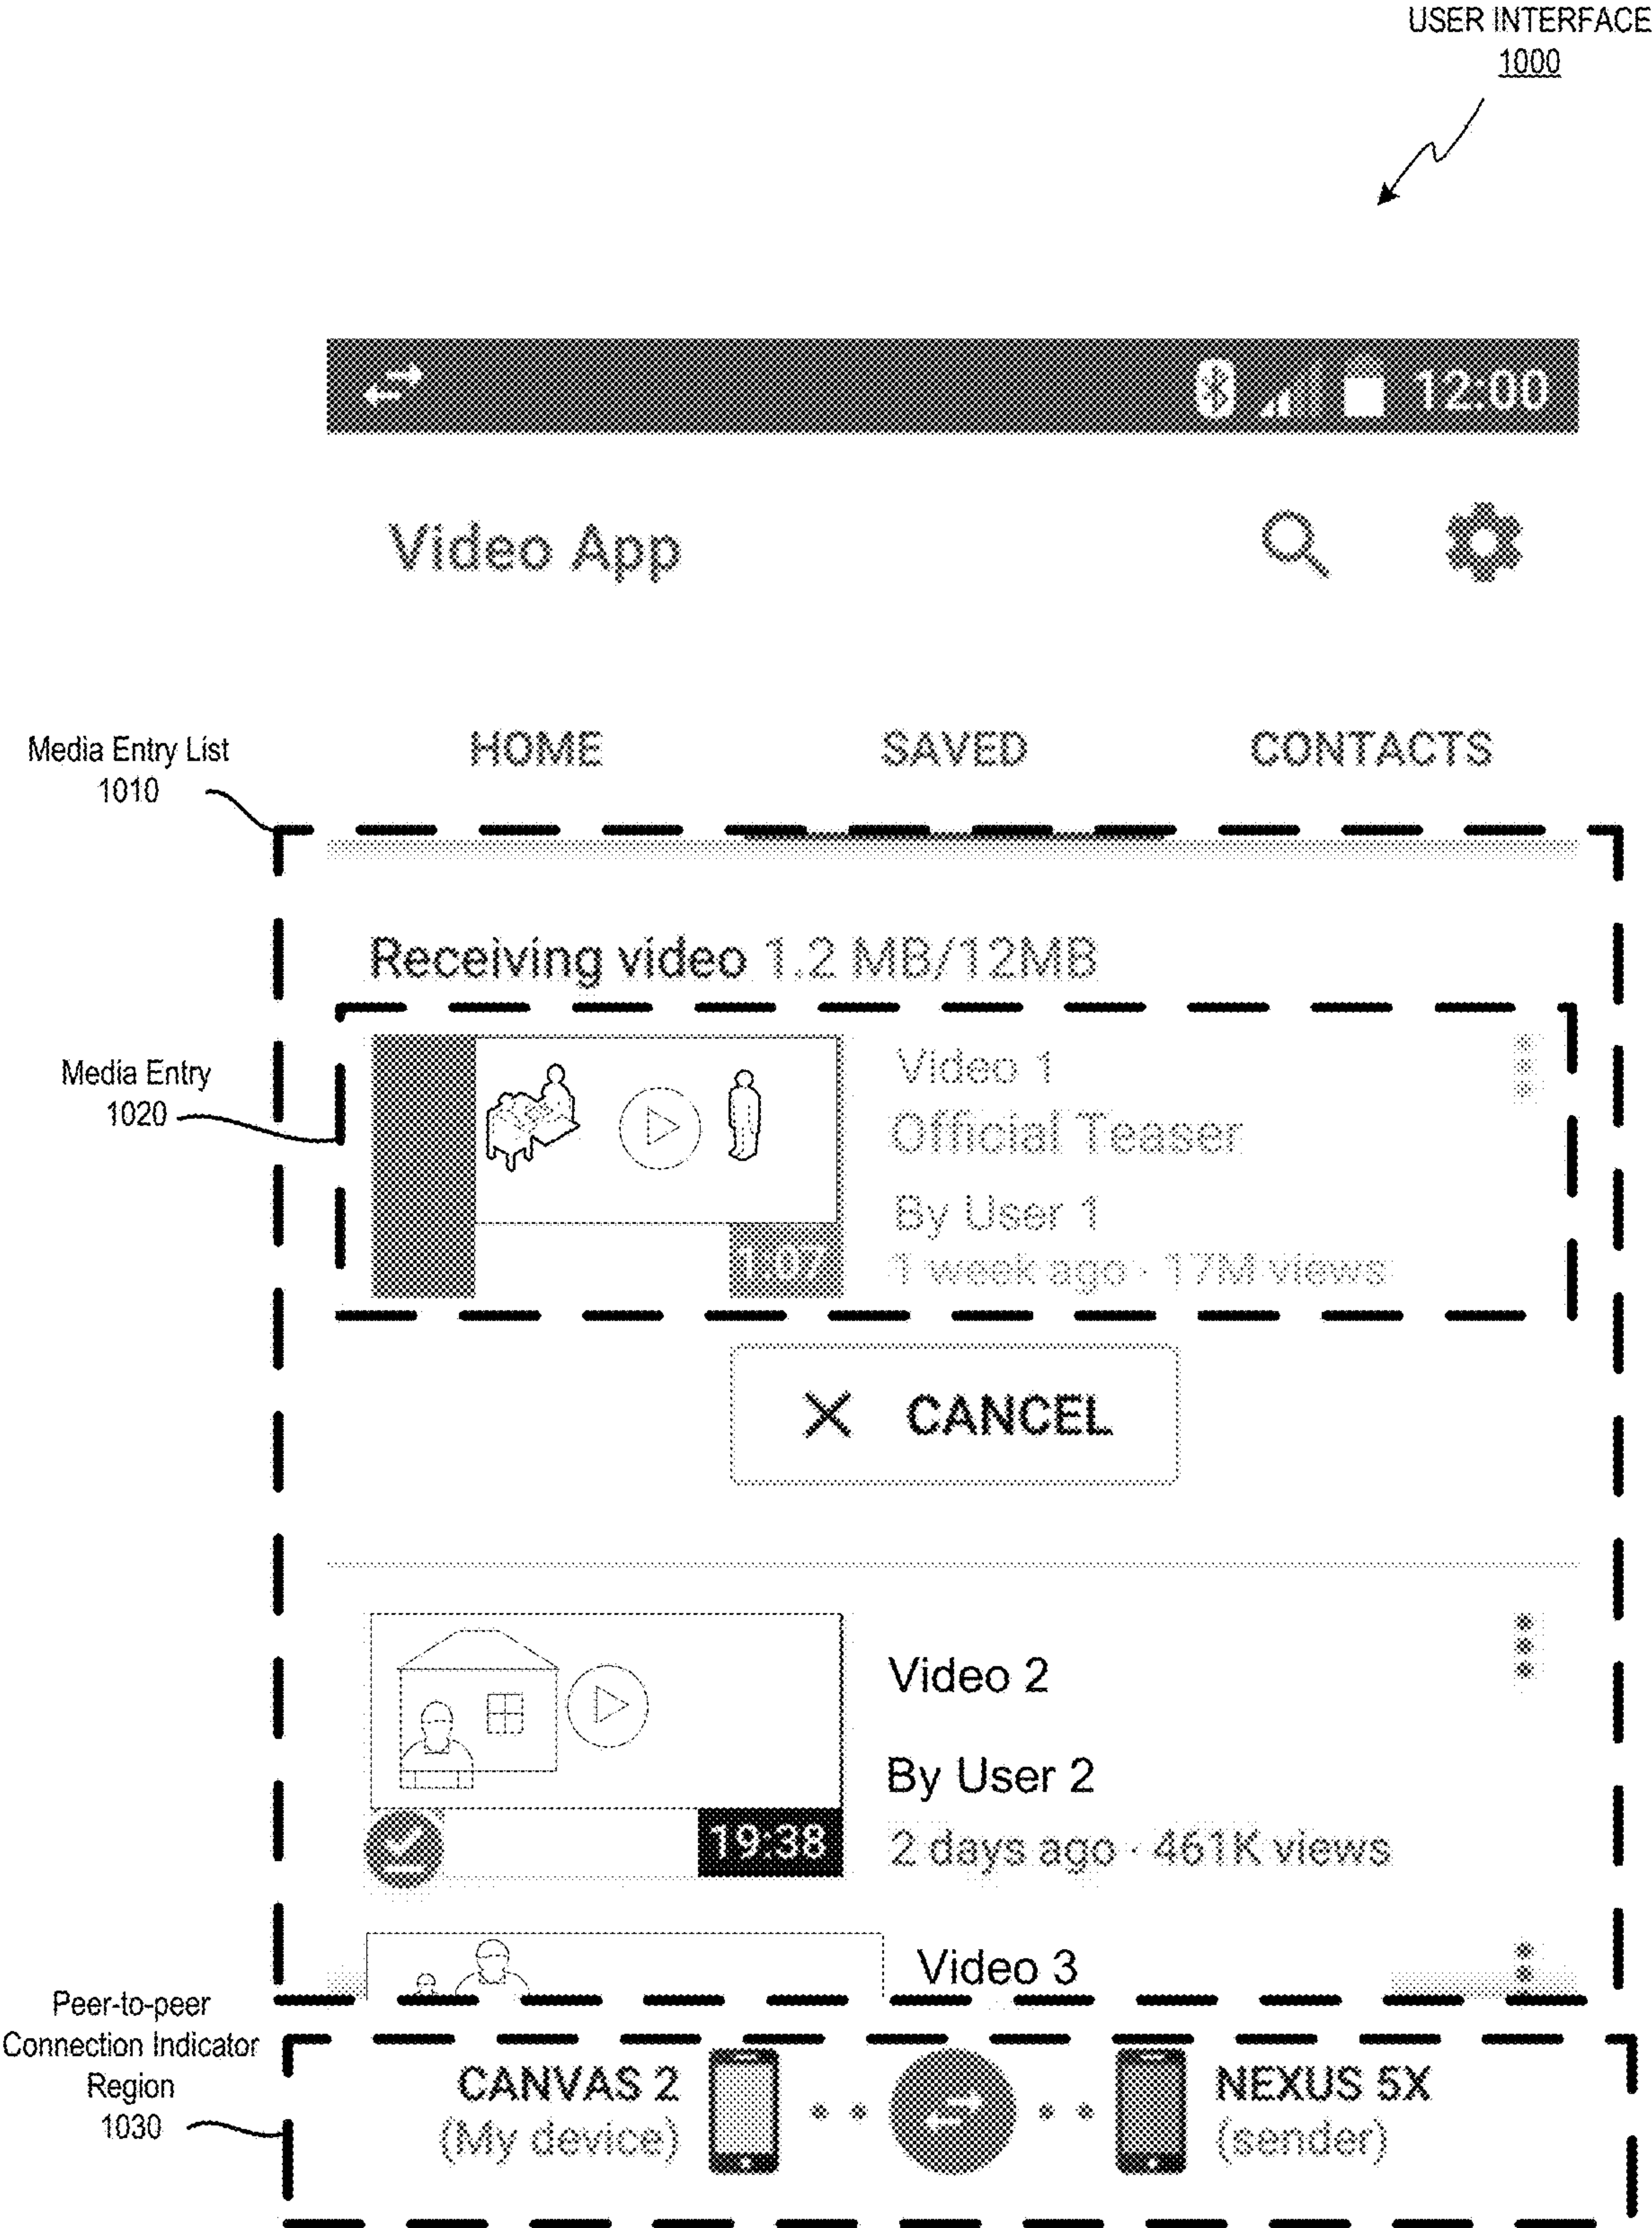 USER INTERFACE
1000
12:00
Video App
HOME SAVED CONTACTS
Media Entry List
1010
Receiving video 1.2 MB/12MB
Media Entry
1020
Video 1
Official Teaser
By User 1
1:07
1 week ago · 17M views
CANCEL
Video 2
By User 2
19:38
2 days ago · 461K views
Video 3
Peer-to-peer
Connection Indicator
Region
1030
CANVAS 2
(My device)
NEXUS 5X
(sender)